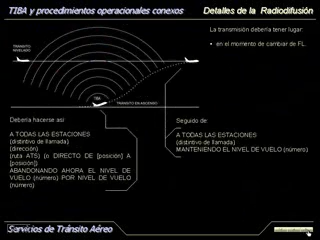 TIBA y procedimientos operacionales conexos
Detalles de la Radiodifusión
La transmisión debería tener lugar:
• en el momento de cambiar de FL.
TRÁNSITO
NIVELADO
TIBA
TRÁNSITO EN ASCENSO
Debería hacerse así:
A TODAS LAS ESTACIONES
(distintivo de llamada)
(dirección)
(ruta ATS) (o DIRECTO DE [posición] A
[posición])
ABANDONANDO AHORA EL NIVEL DE
VUELO (número) POR NIVEL DE VUELO
(número)
Seguido de:
A TODAS LAS ESTACIONES
(distintivo de llamada)
MANTENIENDO EL NIVEL DE VUELO (número)
Servicios de Tránsito Aéreo